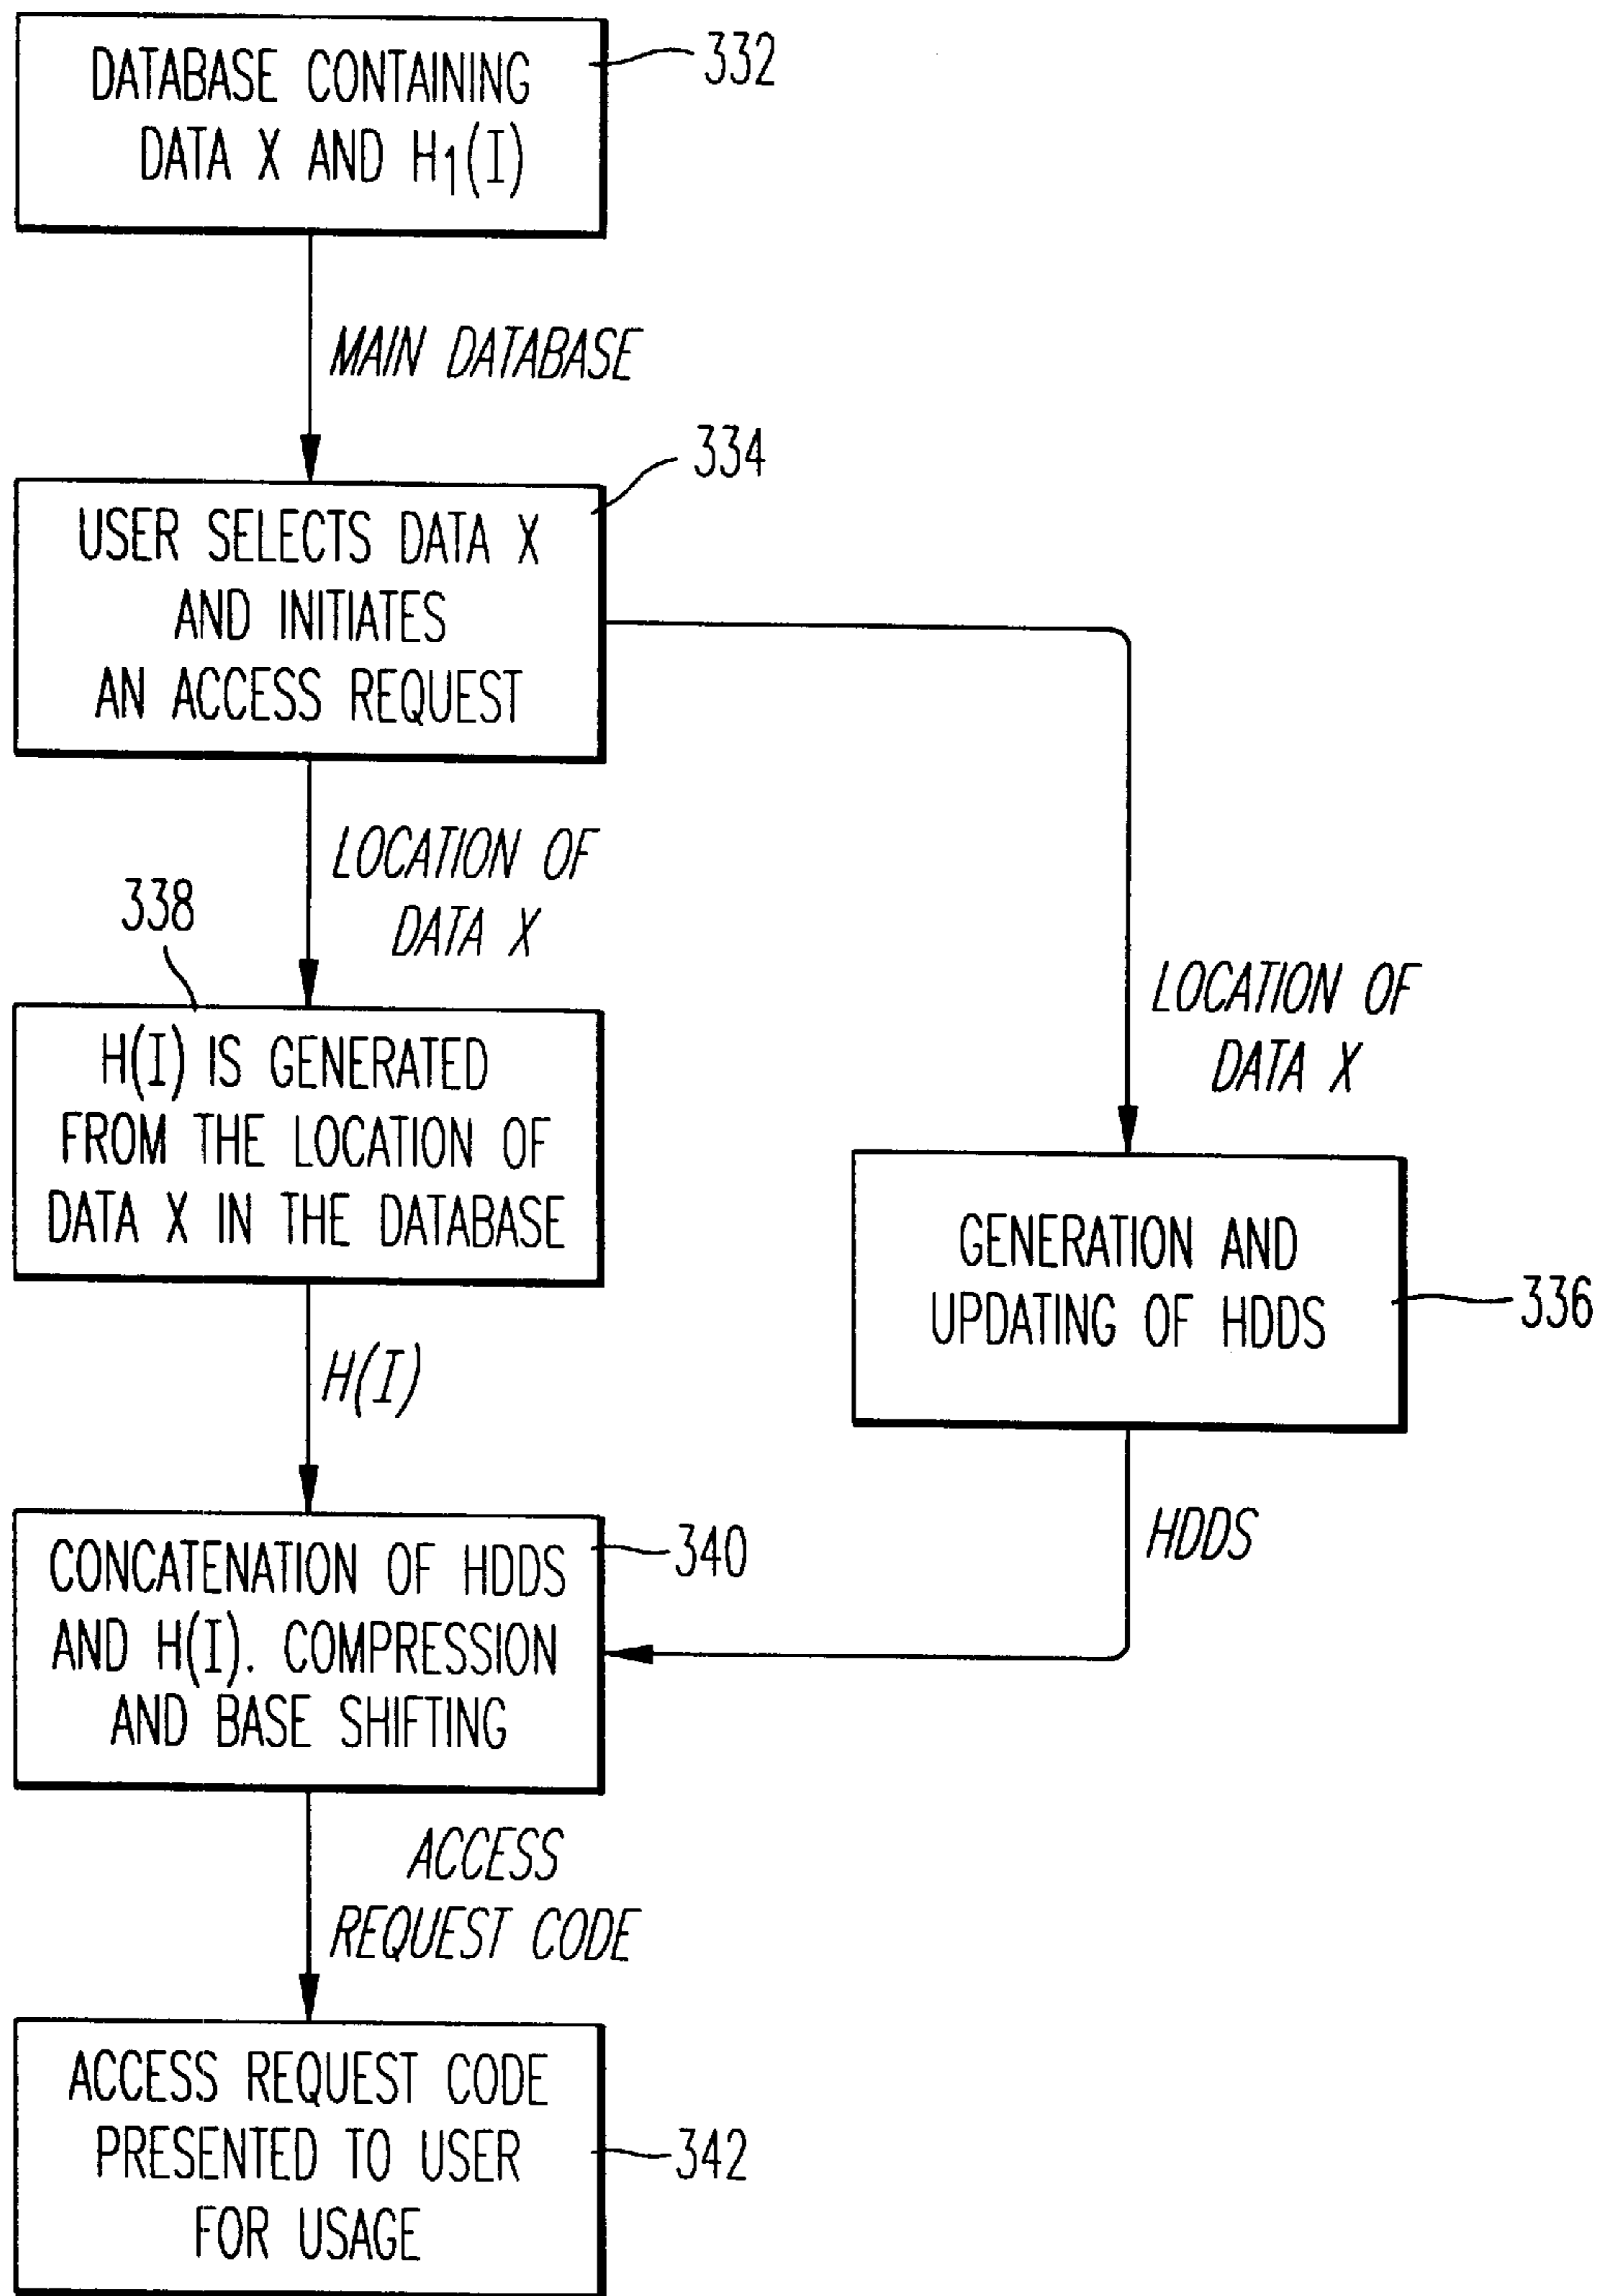 DATABASE CONTAINING
DATA X AND H1(I)
332
MAIN DATABASE
334
USER SELECTS DATA X
AND INITIATES
AN ACCESS REQUEST
LOCATION OF
DATA X
338
LOCATION OF
DATA X
H(I) IS GENERATED
FROM THE LOCATION OF
DATA X IN THE DATABASE
GENERATION AND
UPDATING OF HDDS
336
H(I)
HDDS
CONCATENATION OF HDDS
AND H(I). COMPRESSION
AND BASE SHIFTING
340
ACCESS
REQUEST CODE
ACCESS REQUEST CODE
PRESENTED TO USER
FOR USAGE
342